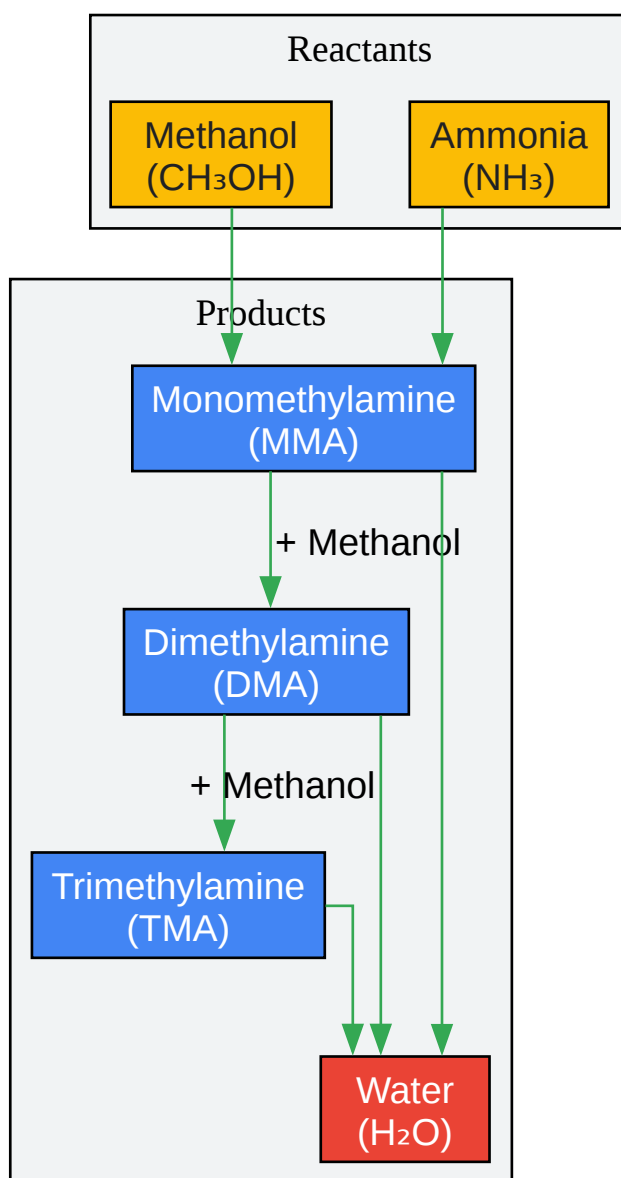 Reactants
Methanol
(CH₃OH)
Ammonia
(NH₃)
Products
Monomethylamine
(MMA)
+ Methanol
Dimethylamine
(DMA)
+ Methanol
Trimethylamine
(TMA)
Water
(H₂O)